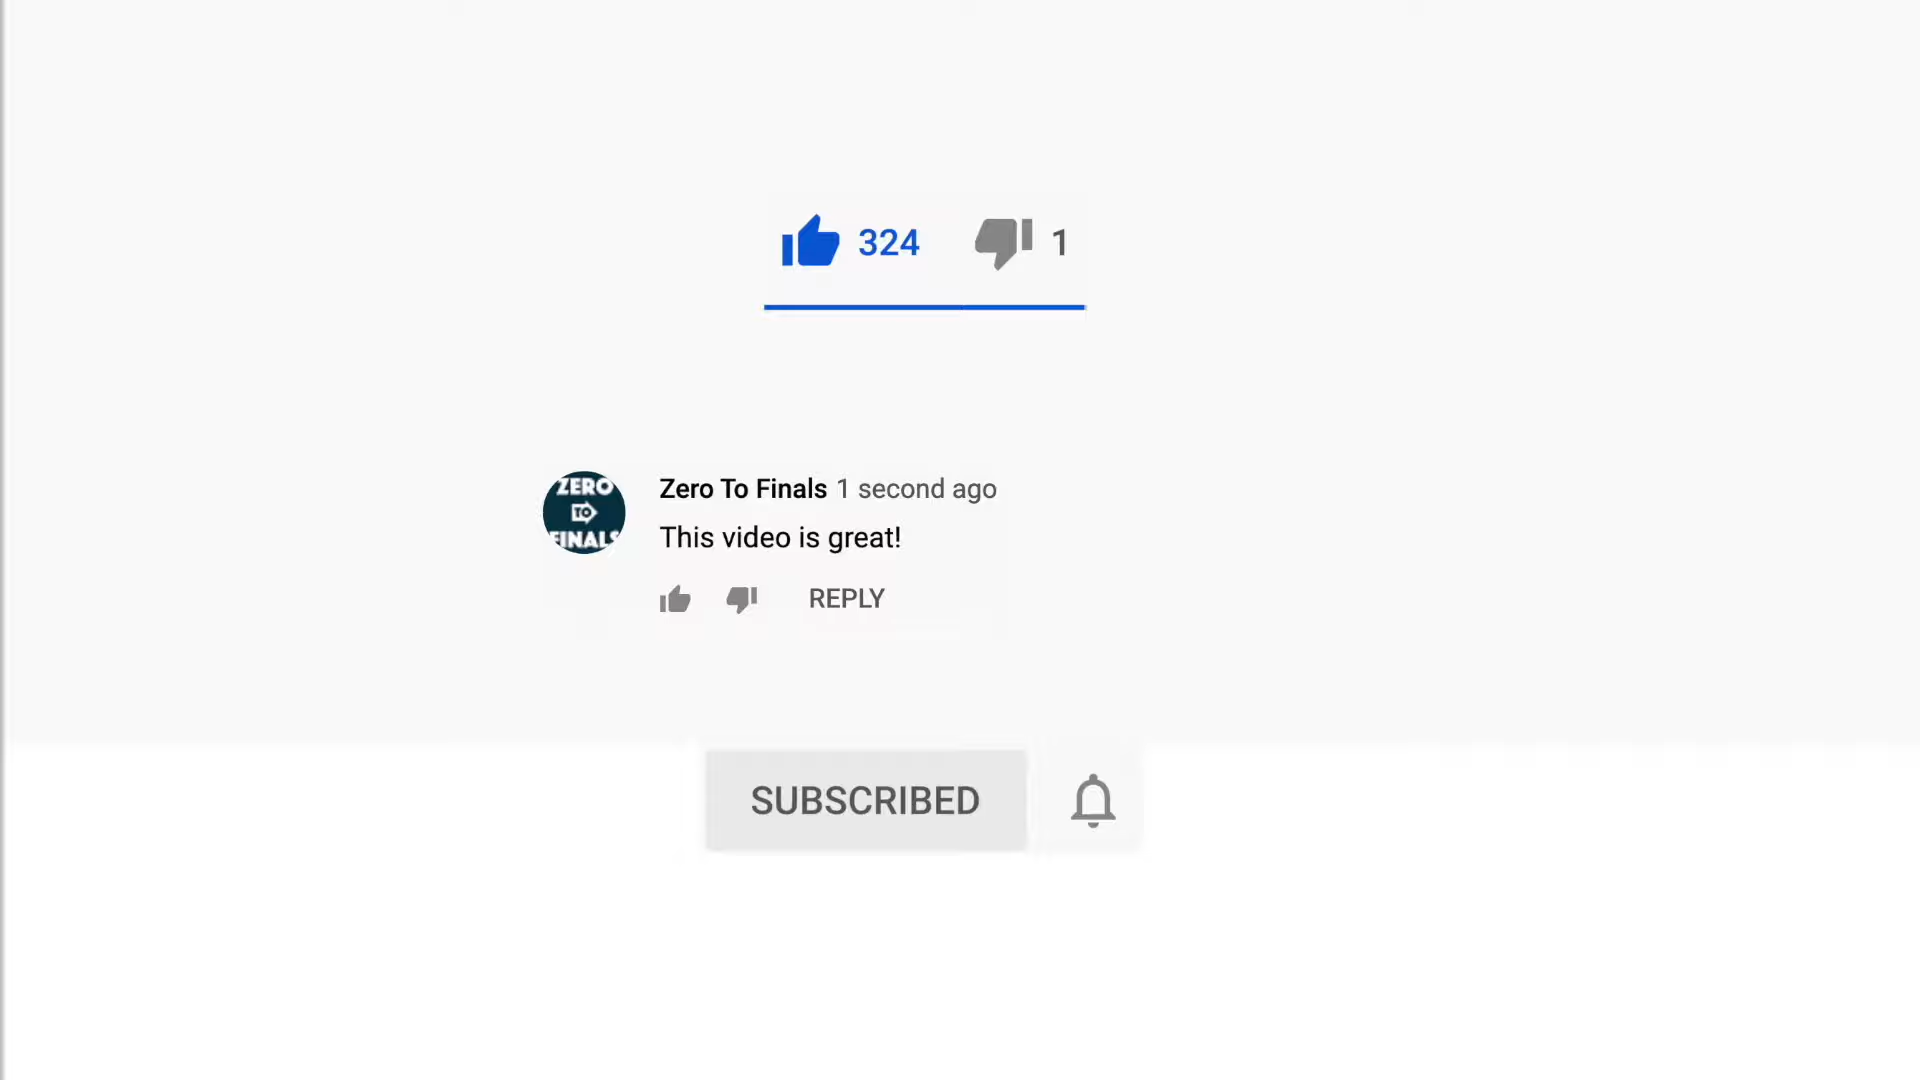 324 1
ZERO
TO
FINALS
Zero To Finals 1 second ago
This video is great!
REPLY
SUBSCRIBED